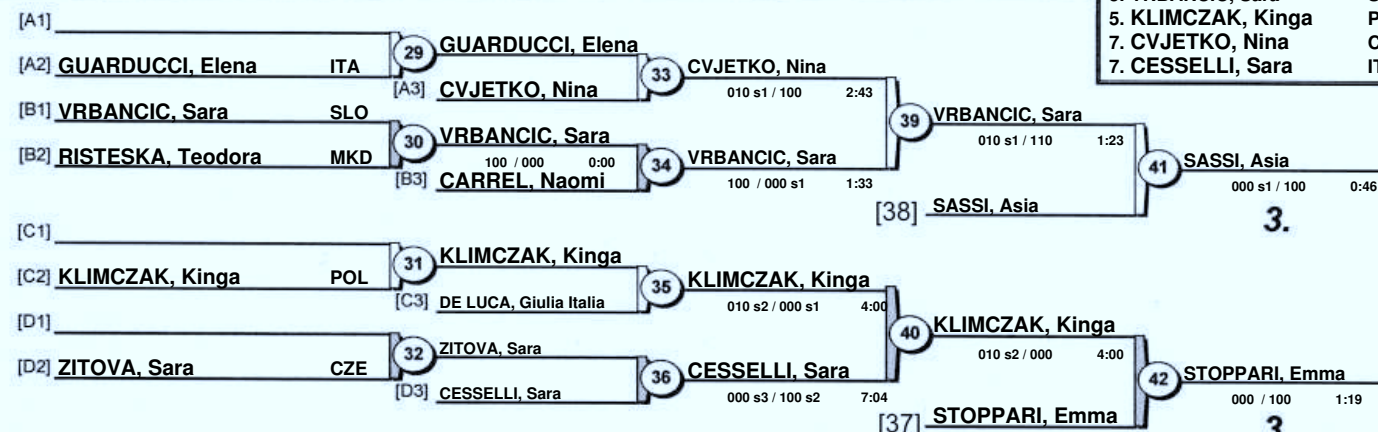 5. KLIMCZAK, Kinga P
7. CVJETKO, Nina C
7. CESSELLI, Sara IT
[A1]
[A2] GUARDUCCI, Elena ITA
29
GUARDUCCI, Elena
[A3] CVJETKO, Nina
33
CVJETKO, Nina
010 s1 / 100 2:43
[B1] VRBANCIC, Sara SLO
[B2] RISTESKA, Teodora MKD
30
VRBANCIC, Sara
100 / 000 0:00
[B3] CARREL, Naomi
34
VRBANCIC, Sara
100 / 000 s1 1:33
39
VRBANCIC, Sara
010 s1 / 110 1:23
[38] SASSI, Asia
41
SASSI, Asia
000 s1 / 100 0:46
3.
[C1]
[C2] KLIMCZAK, Kinga POL
31
KLIMCZAK, Kinga
[C3] DE LUCA, Giulia Italia
35
KLIMCZAK, Kinga
010 s2 / 000 s1 4:00
[D1]
[D2] ZITOVA, Sara CZE
32
ZITOVA, Sara
[D3] CESSELLI, Sara
36
CESSELLI, Sara
000 s3 / 100 s2 7:04
40
KLIMCZAK, Kinga
010 s2 / 000 4:00
[37] STOPPARI, Emma
42
STOPPARI, Emma
000 / 100 1:19
3